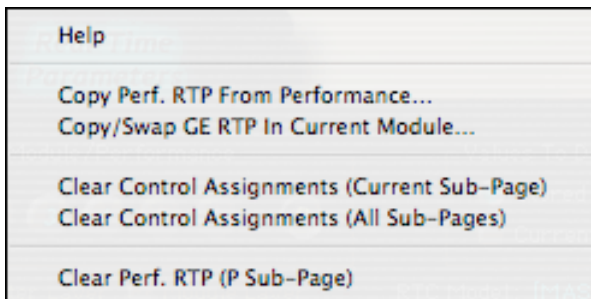 Help
Copy Perf. RTP From Performance...
Copy/Swap GE RTP In Current Module...
Clear Control Assignments (Current Sub-Page)
Clear Control Assignments (All Sub-Pages)
Clear Perf. RTP (P Sub-Page)